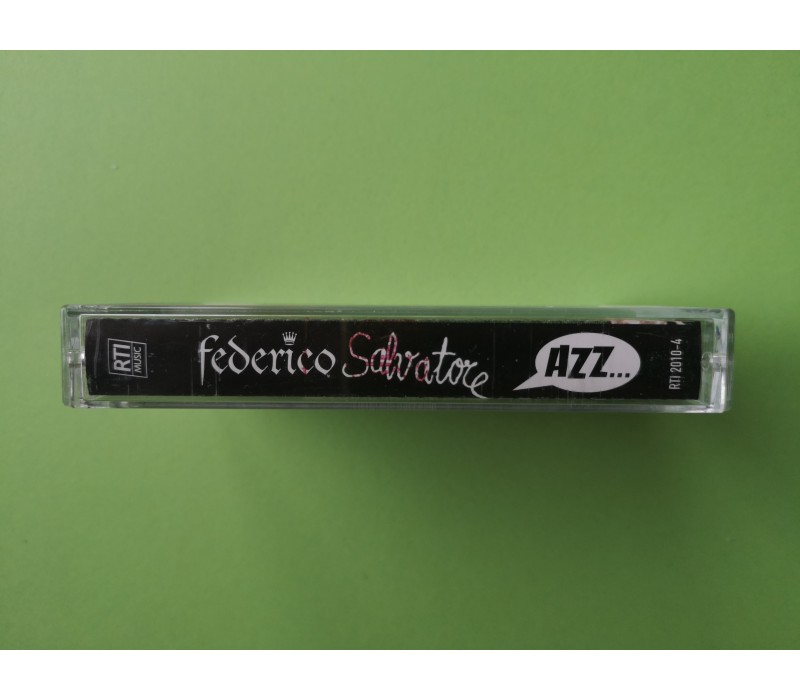 RTI
MUSIC
federico Salvatore
AZZ...
RTI 2010-4